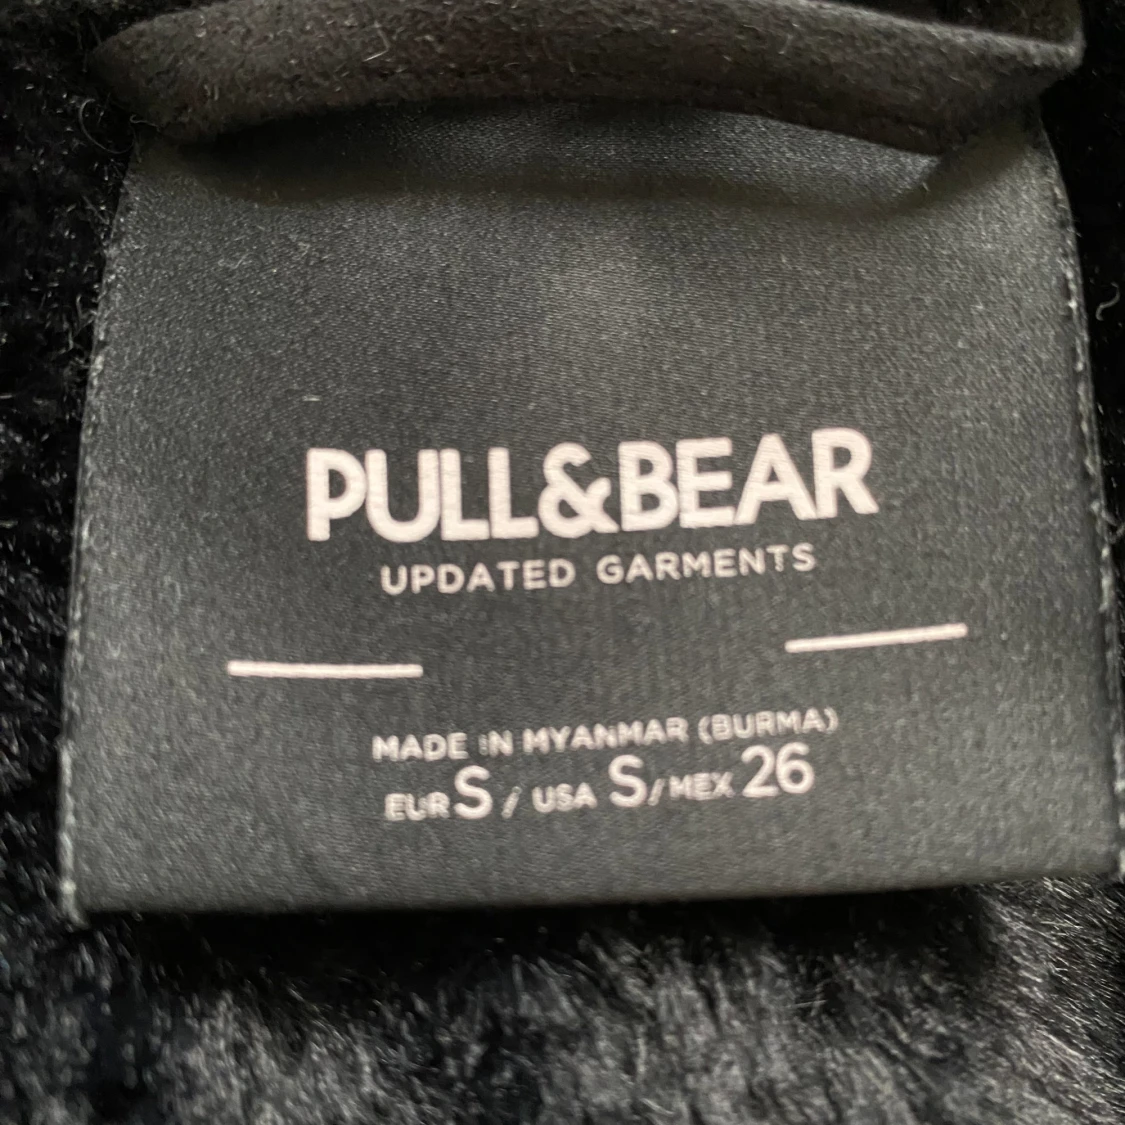 PULL&BEAR
UPDATED GARMENTS
MADE IN MYANMAR (BURMA)
EUR S / USA S / MEX 26